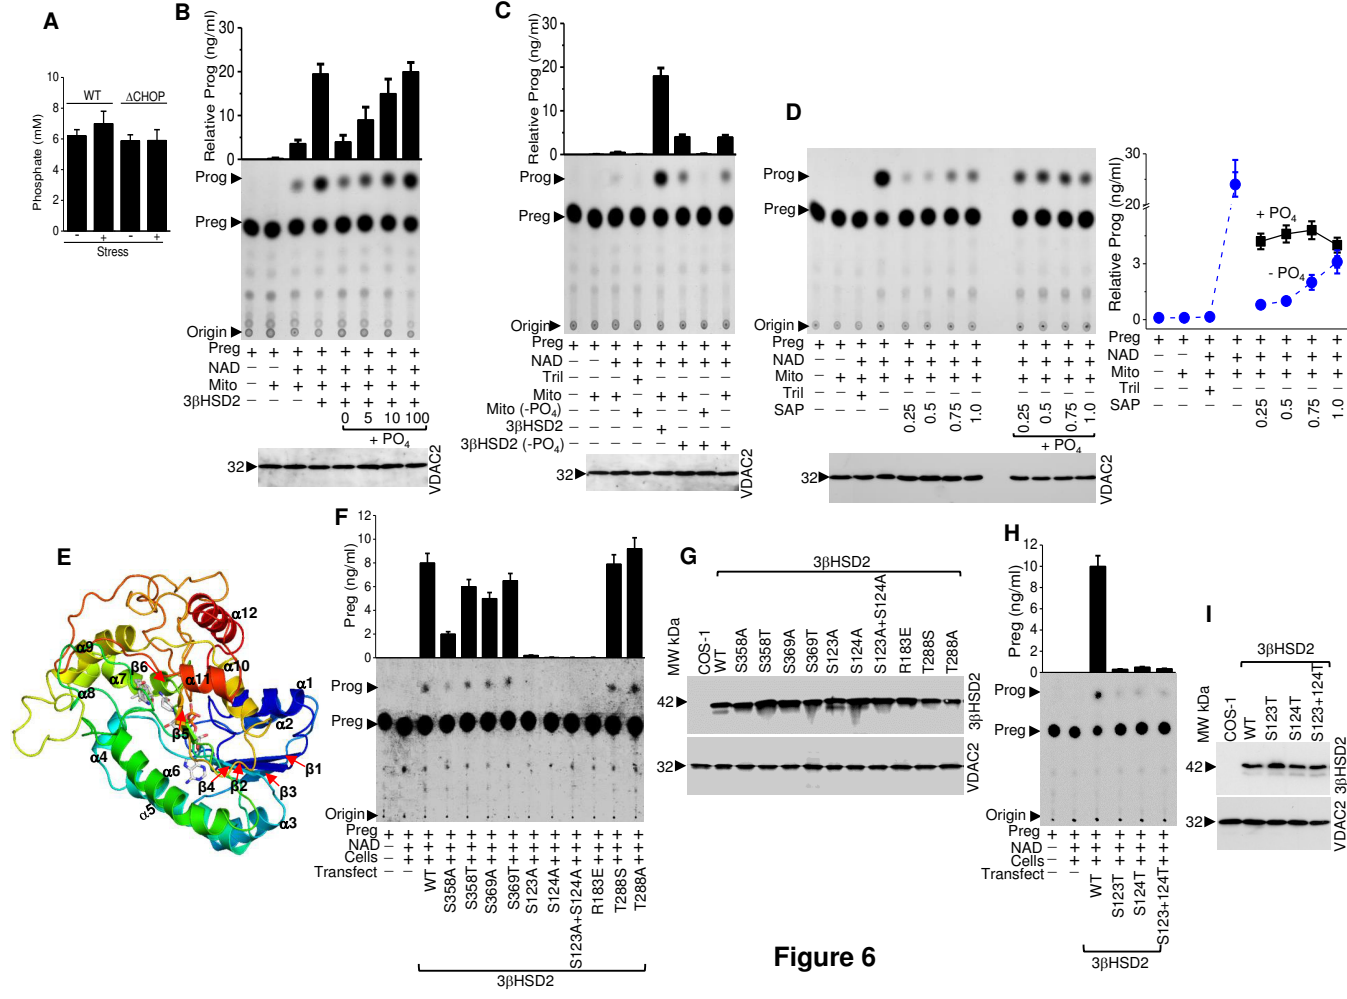 A
10
8
6
4
2
0
Phosphate (mM)
WT
ΔCHOP
- + - +
Stress
B
30
20
10
0
Relative Prog (ng/ml)
Prog
Preg
Origin
Preg + + + + + + + +
NAD − − + + + + + +
Mito − − + + + + + +
3βHSD2 − − − + + + + +
0 5 10 100
+ PO4
32
VDAC2
C
30
20
10
0
Relative Prog (ng/ml)
Prog
Preg
Origin
Preg + + + + + + + +
NAD − − + + + + + +
Tril − − − + − − − −
Mito − + + − − + − +
Mito (-PO4) − − − − − − + −
3βHSD2 − − − − + − − −
3βHSD2 (-PO4) − − − − − + + +
32
VDAC2
D
Prog
Preg
Origin
Preg + + + + + + + + + + + +
NAD − − + + + + + + + + + +
Mito − + + + + + + + + + + +
Tril − − + − − − − − − − − −
SAP − − − − 0.25 0.5 0.75 1.0 0.25 0.5 0.75 1.0
+ PO4
32
VDAC2
30
20
3
0
Relative Prog (ng/ml)
+ PO4
- PO4
Preg + + + + + + + +
NAD − − + + + + + +
Mito − + + + + + + +
Tril − − + − − − − −
SAP − − − − 0.25 0.5 0.75 1.0
E
α12
α9
α10
β6
α7
α11
α1
α8
α2
β5
α4
α6
β1
β4
β2
β3
α5
α3
F
12
10
8
6
4
2
0
Preg (ng/ml)
Prog
Preg
Origin
Preg + + + + + + + + + + + +
NAD − + + + + + + + + + + +
Cells − + + + + + + + + + + +
Transfect − − WT S358A S358T S369A S369T S123A S124A S123A+S124A R183E T288S T288A
3βHSD2
G
3βHSD2
MW kDa COS-1 WT S358A S358T S369A S369T S123A S124A S123A+S124A R183E T288S T288A
42
3βHSD2
32
VDAC2
H
12
10
8
6
4
2
0
Preg (ng/ml)
Prog
Preg
Origin
Preg + + + + + +
NAD − + + + + +
Cells − + + + + +
Transfect − − WT S123T S124T S123+124T
3βHSD2
I
3βHSD2
MW kDa COS-1 WT S123T S124T S123+124T
42
3βHSD2
32
VDAC2
Figure 6